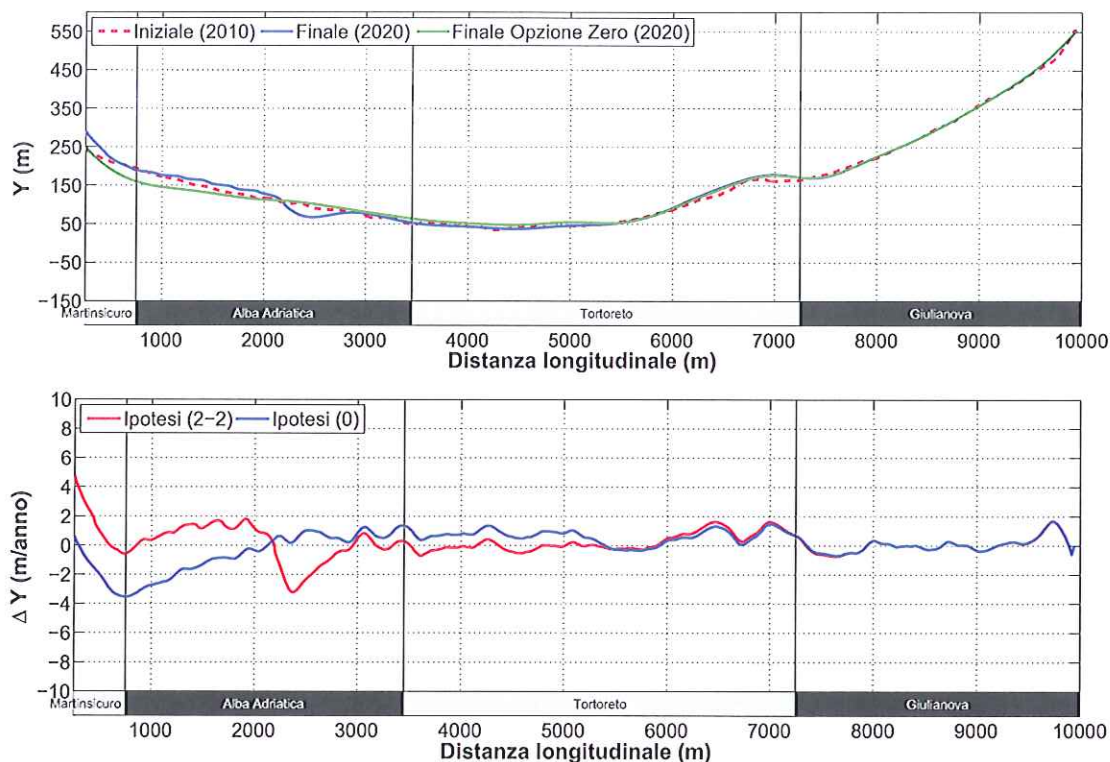 Iniziale (2010) Finale (2020) Finale Opzione Zero (2020)
550
450
350
250
150
50
−50
−150
Y (m)
Martinsicuro Alba Adriatica Tortoreto Giulianova
1000 2000 3000 4000 5000 6000 7000 8000 9000 10000
Distanza longitudinale (m)
Ipotesi (2−2) Ipotesi (0)
10
8
6
4
2
0
−2
−4
−6
−8
−10
Δ Y (m/anno)
Martinsicuro Alba Adriatica Tortoreto Giulianova
1000 2000 3000 4000 5000 6000 7000 8000 9000 10000
Distanza longitudinale (m)